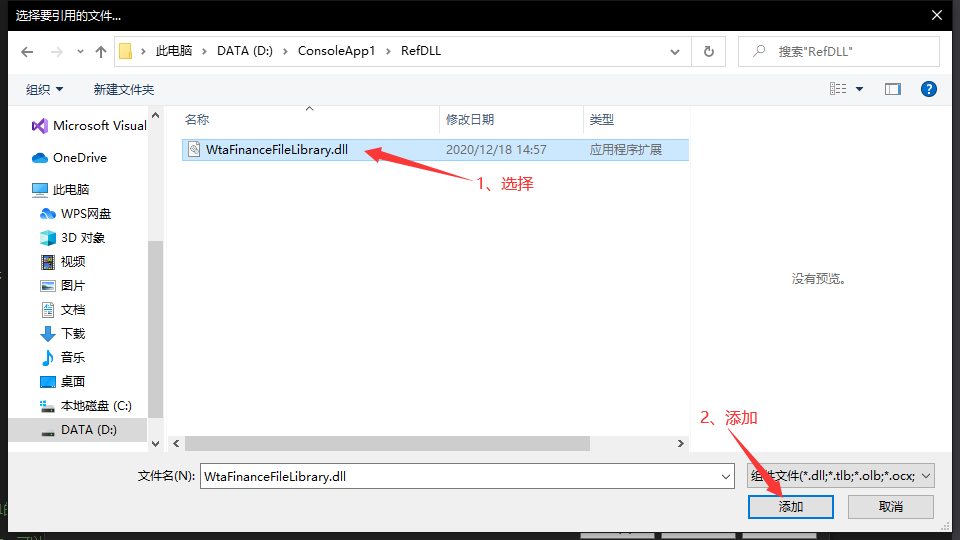 选择要引用的文件...
此电脑 › DATA (D:) › ConsoleApp1 › RefDLL
搜索"RefDLL"
组织
新建文件夹
名称
修改日期
类型
WtaFinanceFileLibrary.dll
2020/12/18 14:57
应用程序扩展
1、选择
Microsoft Visual
OneDrive
此电脑
WPS网盘
3D 对象
视频
图片
文档
下载
音乐
桌面
本地磁盘 (C:)
DATA (D:)
没有预览。
2、添加
文件名(N):
WtaFinanceFileLibrary.dll
组件文件(*.dll;*.tlb;*.olb;*.ocx;
添加
取消